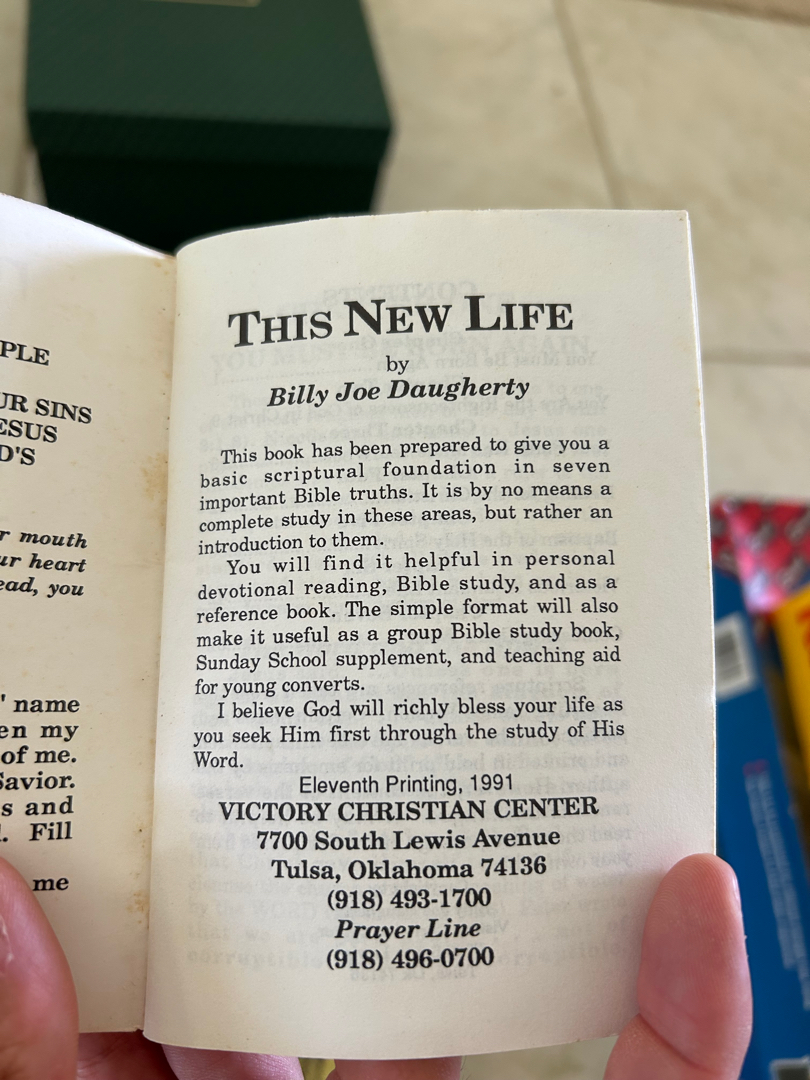 PLE
UR SINS
ESUS
D'S
r mouth
ur heart
ead, you
' name
en my
of me.
Savior.
s and
. Fill
me
THIS NEW LIFE
by
Billy Joe Daugherty
This book has been prepared to give you a
basic scriptural foundation in seven
important Bible truths. It is by no means a
complete study in these areas, but rather an
introduction to them.
You will find it helpful in personal
devotional reading, Bible study, and as a
reference book. The simple format will also
make it useful as a group Bible study book,
Sunday School supplement, and teaching aid
for young converts.
I believe God will richly bless your life as
you seek Him first through the study of His
Word.
Eleventh Printing, 1991
VICTORY CHRISTIAN CENTER
7700 South Lewis Avenue
Tulsa, Oklahoma 74136
(918) 493-1700
Prayer Line
(918) 496-0700